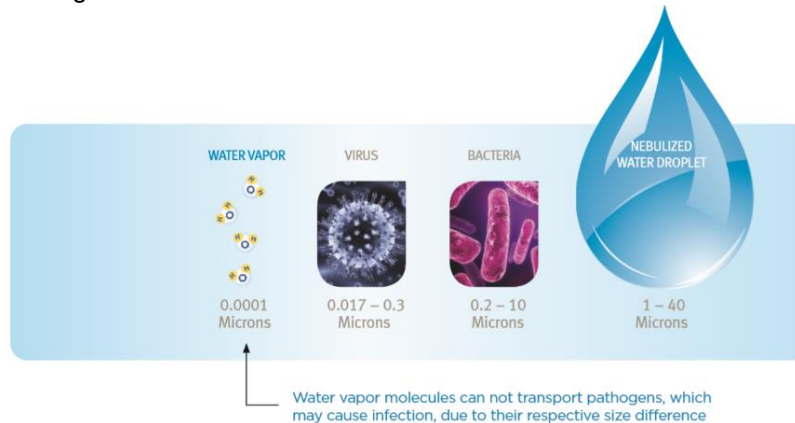 WATER VAPOR
VIRUS
BACTERIA
NEBULIZED
WATER DROPLET
H H
O
H
H O
H H
O
H H
O
0.0001
Microns
0.017 – 0.3
Microns
0.2 – 10
Microns
1 – 40
Microns
Water vapor molecules can not transport pathogens, which
may cause infection, due to their respective size difference